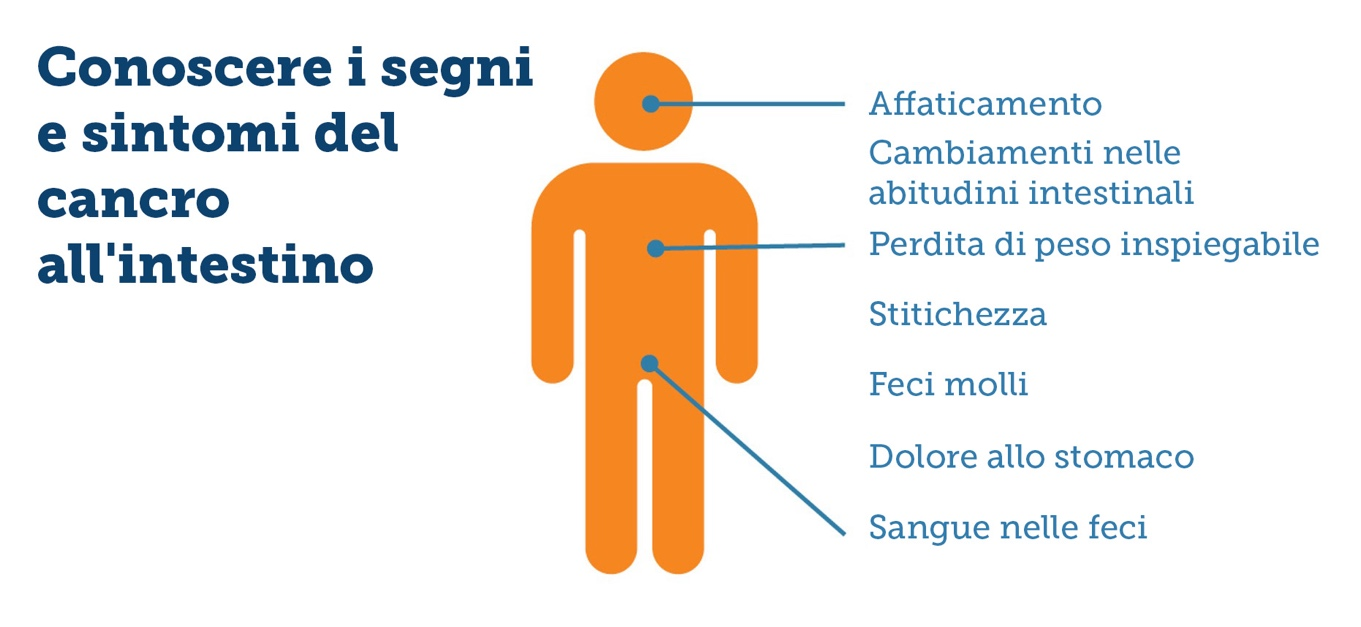 Conoscere i segni
e sintomi del
cancro
all'intestino
Affaticamento
Cambiamenti nelle
abitudini intestinali
Perdita di peso inspiegabile
Stitichezza
Feci molli
Dolore allo stomaco
Sangue nelle feci